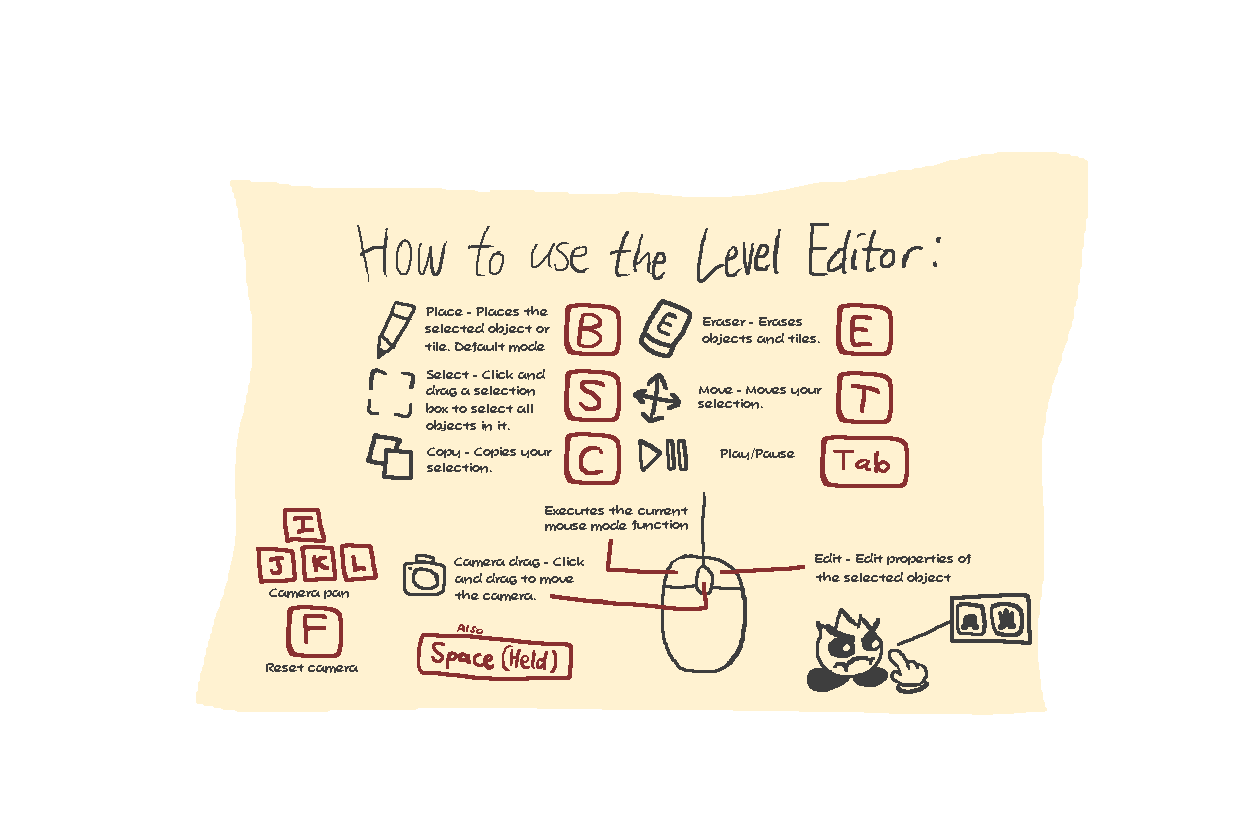 How to use the Level Editor:
Place - Places the
selected object or
tile. Default mode
B
E
Eraser - Erases
objects and tiles.
E
Select - Click and
drag a selection
box to select all
objects in it.
S
Move - Moves your
selection.
T
Copy - Copies your
selection.
C
Play/Pause
Tab
I
J K L
Camera pan
F
Reset camera
Executes the current
mouse mode function
Camera drag - Click
and drag to move
the camera.
Also
Space (Held)
Edit - Edit properties of
the selected object